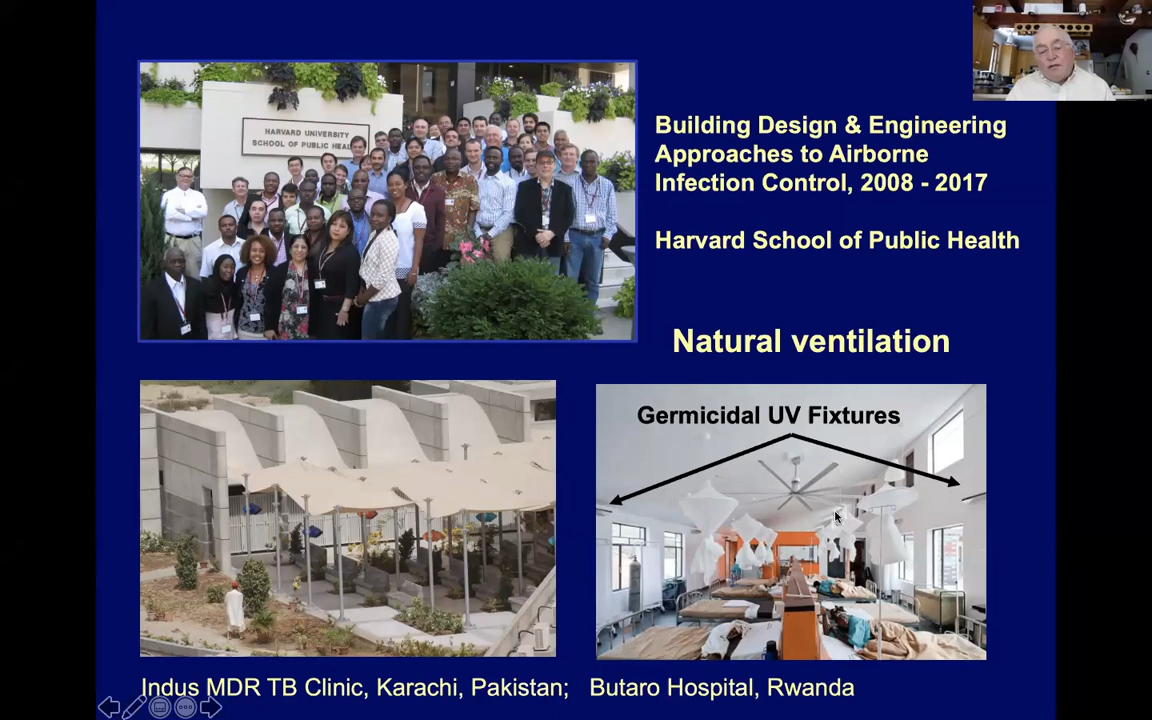 HARVARD UNIVERSITY
SCHOOL OF PUBLIC HEA
Building Design & Engineering
Approaches to Airborne
Infection Control, 2008 - 2017
Harvard School of Public Health
Natural ventilation
Germicidal UV Fixtures
Indus MDR TB Clinic, Karachi, Pakistan; Butaro Hospital, Rwanda